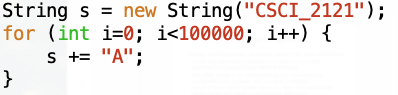 String s = new String("CSCI_2121");
for (int i=0; i<100000; i++) {
    s += "A";
}